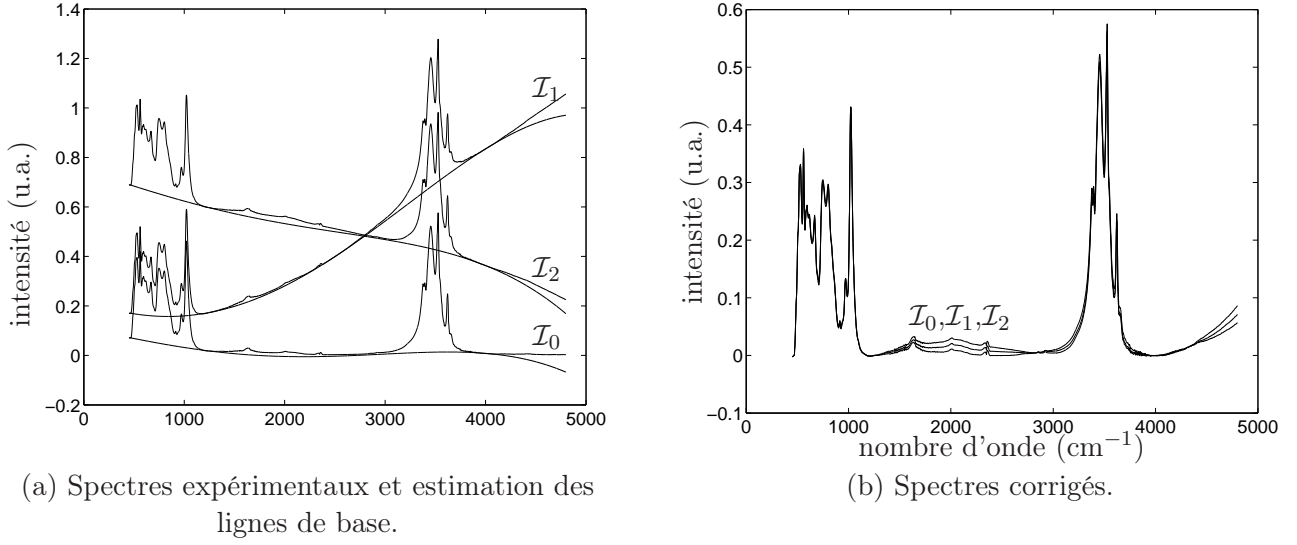 1.4
1.2
1
0.8
0.6
0.4
0.2
0
−0.2
0
1000
2000
3000
4000
5000
intensité (u.a.)
ℐ1
ℐ2
ℐ0
(a) Spectres expérimentaux et estimation des
lignes de base.
0.6
0.5
0.4
0.3
0.2
0.1
0
−0.1
0
1000
2000
3000
4000
5000
intensité (u.a.)
ℐ0,ℐ1,ℐ2
nombre d'onde (cm−1)
(b) Spectres corrigés.